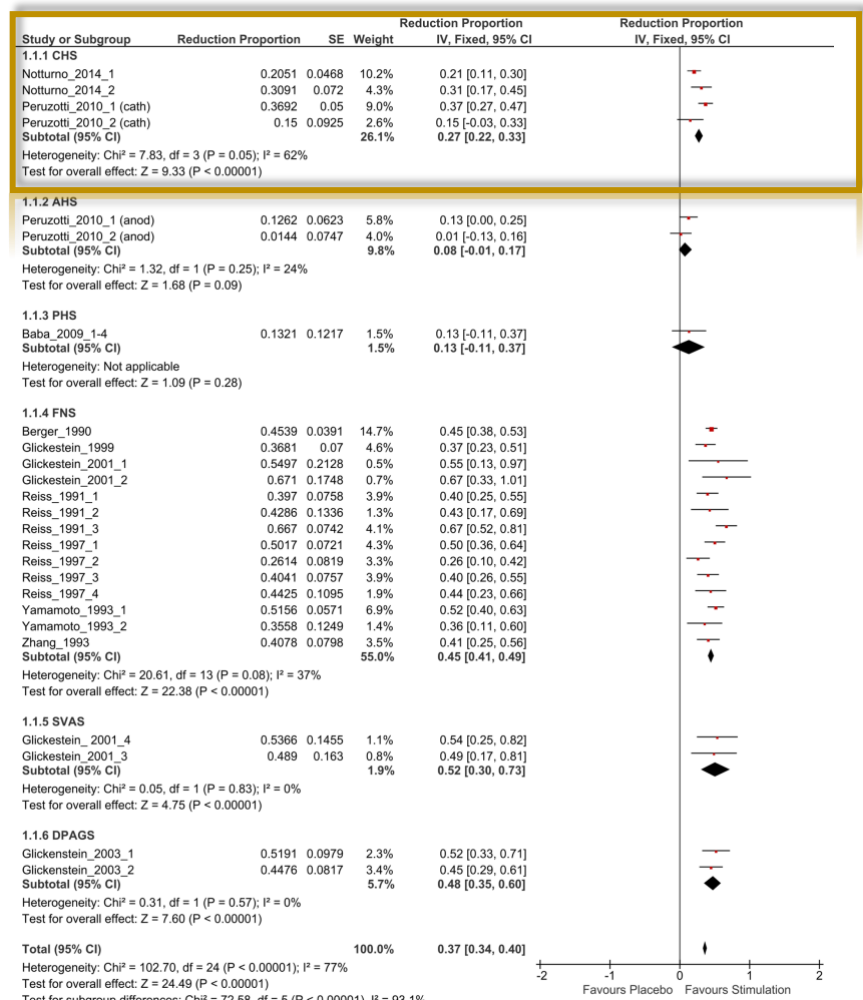 Reduction Proportion Reduction Proportion
Study or Subgroup Reduction Proportion SE Weight IV, Fixed, 95% CI IV, Fixed, 95% CI
1.1.1 CHS
Notturno_2014_1 0.2051 0.0468 10.2% 0.21 [0.11, 0.30]
Notturno_2014_2 0.3091 0.072 4.3% 0.31 [0.17, 0.45]
Peruzotti_2010_1 (cath) 0.3692 0.05 9.0% 0.37 [0.27, 0.47]
Peruzotti_2010_2 (cath) 0.15 0.0925 2.6% 0.15 [-0.03, 0.33]
Subtotal (95% CI) 26.1% 0.27 [0.22, 0.33]
Heterogeneity: Chi² = 7.83, df = 3 (P = 0.05); I² = 62%
Test for overall effect: Z = 9.33 (P < 0.00001)
1.1.2 AHS
Peruzotti_2010_1 (anod) 0.1262 0.0623 5.8% 0.13 [0.00, 0.25]
Peruzotti_2010_2 (anod) 0.0144 0.0747 4.0% 0.01 [-0.13, 0.16]
Subtotal (95% CI) 9.8% 0.08 [-0.01, 0.17]
Heterogeneity: Chi² = 1.32, df = 1 (P = 0.25); I² = 24%
Test for overall effect: Z = 1.68 (P = 0.09)
1.1.3 PHS
Baba_2009_1-4 0.1321 0.1217 1.5% 0.13 [-0.11, 0.37]
Subtotal (95% CI) 1.5% 0.13 [-0.11, 0.37]
Heterogeneity: Not applicable
Test for overall effect: Z = 1.09 (P = 0.28)
1.1.4 FNS
Berger_1990 0.4539 0.0391 14.7% 0.45 [0.38, 0.53]
Glickestein_1999 0.3681 0.07 4.6% 0.37 [0.23, 0.51]
Glickestein_2001_1 0.5497 0.2128 0.5% 0.55 [0.13, 0.97]
Glickestein_2001_2 0.671 0.1748 0.7% 0.67 [0.33, 1.01]
Reiss_1991_1 0.397 0.0758 3.9% 0.40 [0.25, 0.55]
Reiss_1991_2 0.4286 0.1336 1.3% 0.43 [0.17, 0.69]
Reiss_1991_3 0.667 0.0742 4.1% 0.67 [0.52, 0.81]
Reiss_1997_1 0.5017 0.0721 4.3% 0.50 [0.36, 0.64]
Reiss_1997_2 0.2614 0.0819 3.3% 0.26 [0.10, 0.42]
Reiss_1997_3 0.4041 0.0757 3.9% 0.40 [0.26, 0.55]
Reiss_1997_4 0.4425 0.1095 1.9% 0.44 [0.23, 0.66]
Yamamoto_1993_1 0.5156 0.0571 6.9% 0.52 [0.40, 0.63]
Yamamoto_1993_2 0.3558 0.1249 1.4% 0.36 [0.11, 0.60]
Zhang_1993 0.4078 0.0798 3.5% 0.41 [0.25, 0.56]
Subtotal (95% CI) 55.0% 0.45 [0.41, 0.49]
Heterogeneity: Chi² = 20.61, df = 13 (P = 0.08); I² = 37%
Test for overall effect: Z = 22.38 (P < 0.00001)
1.1.5 SVAS
Glickestein_ 2001_4 0.5366 0.1455 1.1% 0.54 [0.25, 0.82]
Glickestein_2001_3 0.489 0.163 0.8% 0.49 [0.17, 0.81]
Subtotal (95% CI) 1.9% 0.52 [0.30, 0.73]
Heterogeneity: Chi² = 0.05, df = 1 (P = 0.83); I² = 0%
Test for overall effect: Z = 4.75 (P < 0.00001)
1.1.6 DPAGS
Glickenstein_2003_1 0.5191 0.0979 2.3% 0.52 [0.33, 0.71]
Glickenstein_2003_2 0.4476 0.0817 3.4% 0.45 [0.29, 0.61]
Subtotal (95% CI) 5.7% 0.48 [0.35, 0.60]
Heterogeneity: Chi² = 0.31, df = 1 (P = 0.57); I² = 0%
Test for overall effect: Z = 7.60 (P < 0.00001)
Total (95% CI) 100.0% 0.37 [0.34, 0.40]
Heterogeneity: Chi² = 102.70, df = 24 (P < 0.00001); I² = 77%
Test for overall effect: Z = 24.49 (P < 0.00001)
Test for subgroup differences: Chi² = 72.58, df = 5 (P < 0.00001), I² = 93.1%
-2 -1 0 1 2
Favours Placebo Favours Stimulation